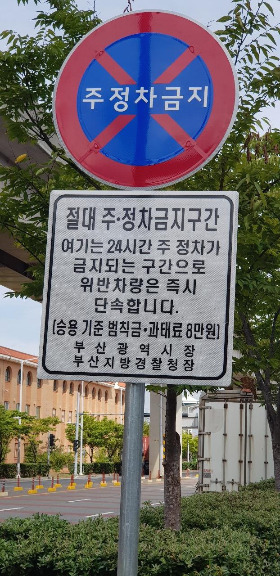 주정차금지
절대 주·정차금지구간
여기는 24시간 주 정차가
금지되는 구간으로
위반차량은 즉시
단속합니다.
(승용 기준 범칙금·과태료 8만원)
부산광역시장
부산지방경찰청장